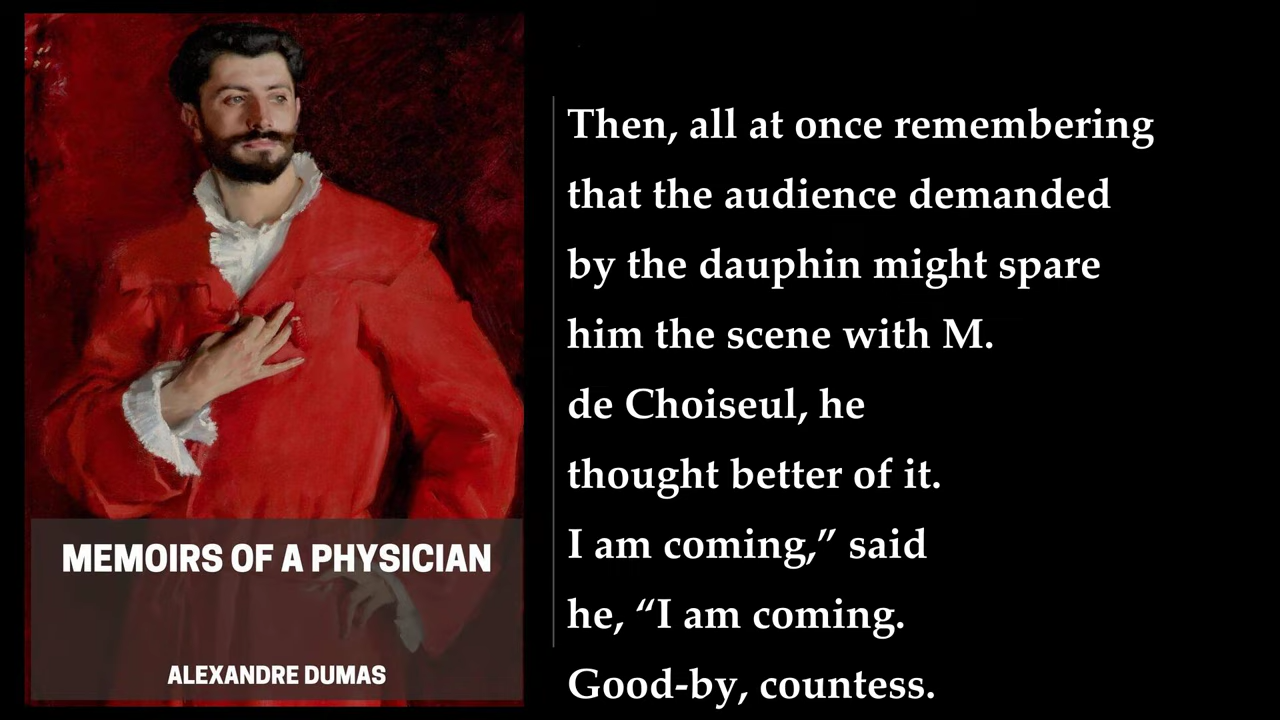 MEMOIRS OF A PHYSICIAN
ALEXANDRE DUMAS
Then, all at once remembering
that the audience demanded
by the dauphin might spare
him the scene with M.
de Choiseul, he
thought better of it.
I am coming,” said
he, “I am coming.
Good-by, countess.